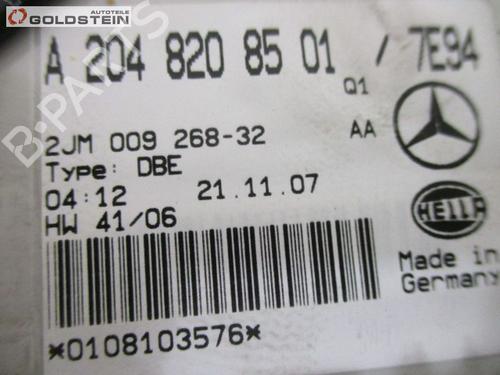 GOLDSTEIN AUTOTEILE
A 204 820 85 01 / 7E94
Q1
2JM 009 268-32 AA
Type: DBE
04:12 21.11.07
HW 41/06
HELLA
Made in
Germany
*0108103576*
B-PARTS